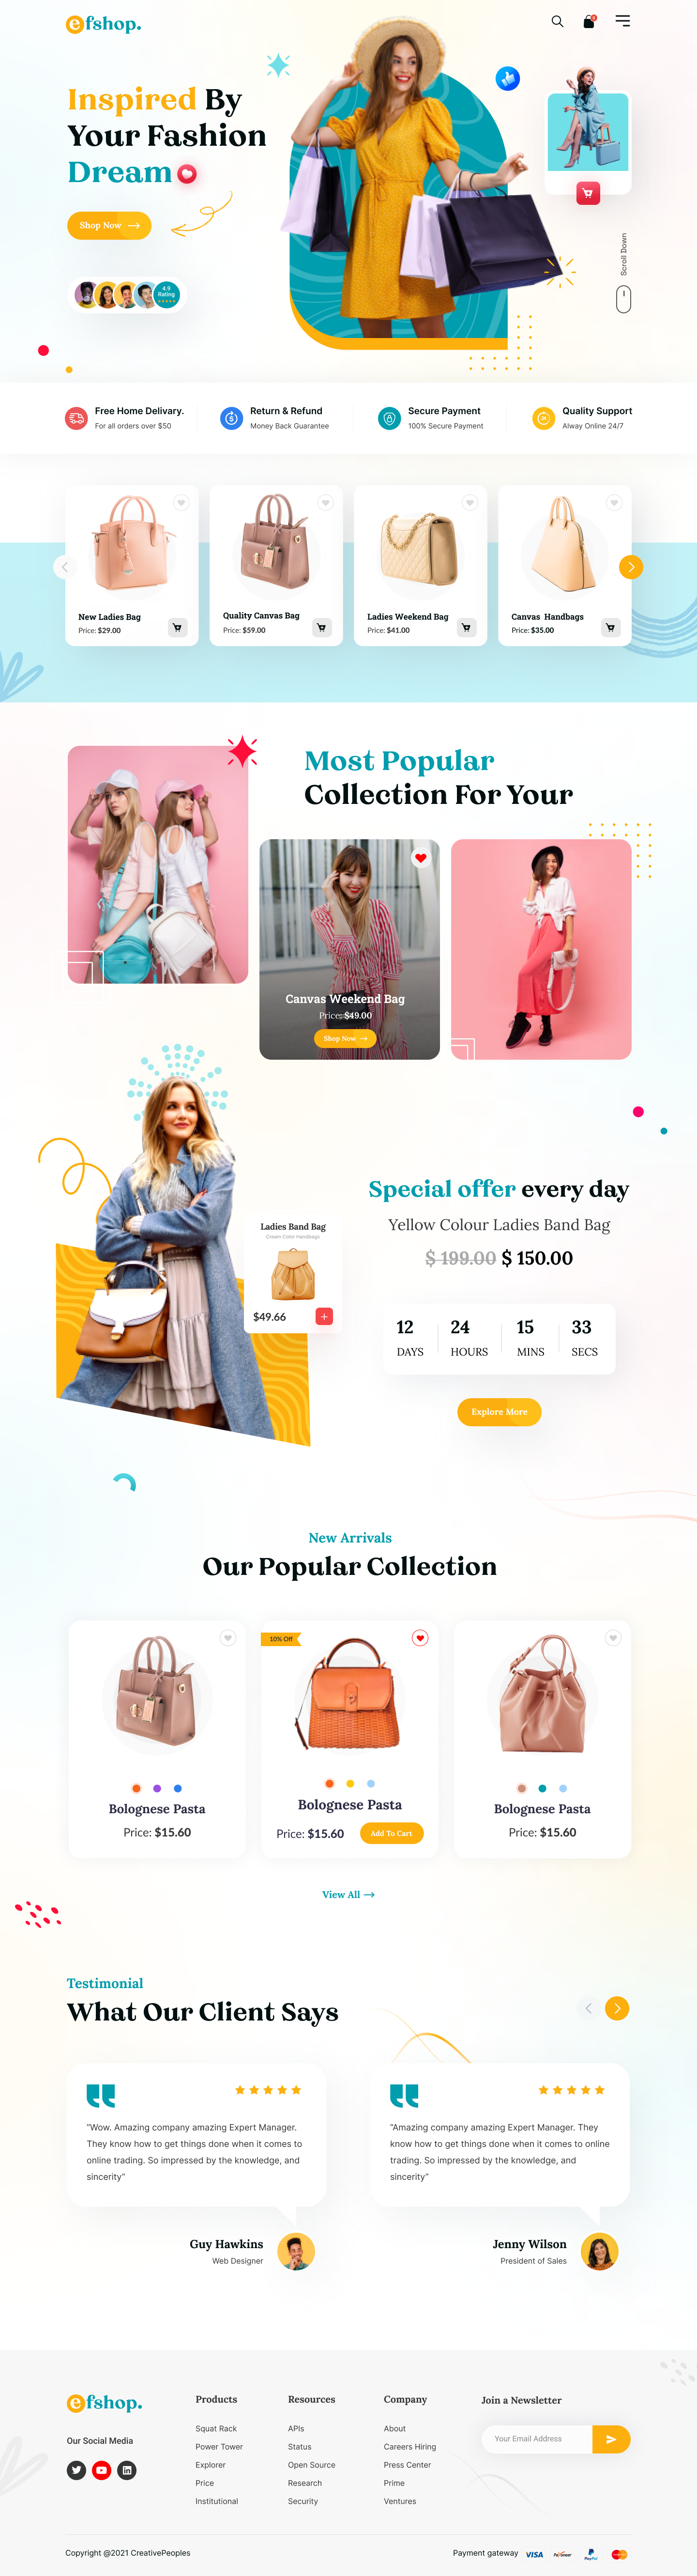 efshop.
Inspired By
Your Fashion
Dream
Shop Now
4.9
Rating
Scroll Down
Free Home Delivary.
For all orders over $50
Return & Refund
Money Back Guarantee
Secure Payment
100% Secure Payment
Quality Support
Alway Online 24/7
New Ladies Bag
Price: $29.00
Quality Canvas Bag
Price: $59.00
Ladies Weekend Bag
Price: $41.00
Canvas Handbags
Price: $35.00
Most Popular
Collection For Your
Canvas Weekend Bag
Price: $49.00
Shop Now
Special offer every day
Yellow Colour Ladies Band Bag
$ 199.00 $ 150.00
Ladies Band Bag
Cream Color Handbags
$49.66
12 24 15 33
DAYS HOURS MINS SECS
Explore More
New Arrivals
Our Popular Collection
Bolognese Pasta
Price: $15.60
10% Off
Bolognese Pasta
Price: $15.60
Add To Cart
Bolognese Pasta
Price: $15.60
View All
Testimonial
What Our Client Says
"Wow. Amazing company amazing Expert Manager.
They know how to get things done when it comes to
online trading. So impressed by the knowledge, and
sincerity"
Guy Hawkins
Web Designer
"Amazing company amazing Expert Manager. They
know how to get things done when it comes to online
trading. So impressed by the knowledge, and
sincerity"
Jenny Wilson
President of Sales
efshop.
Our Social Media
Products
Squat Rack
Power Tower
Explorer
Price
Institutional
Resources
APIs
Status
Open Source
Research
Security
Company
About
Careers Hiring
Press Center
Prime
Ventures
Join a Newsletter
Your Email Address
Copyright @2021 CreativePeoples
Payment gateway
VISA
Payoneer
PayPal